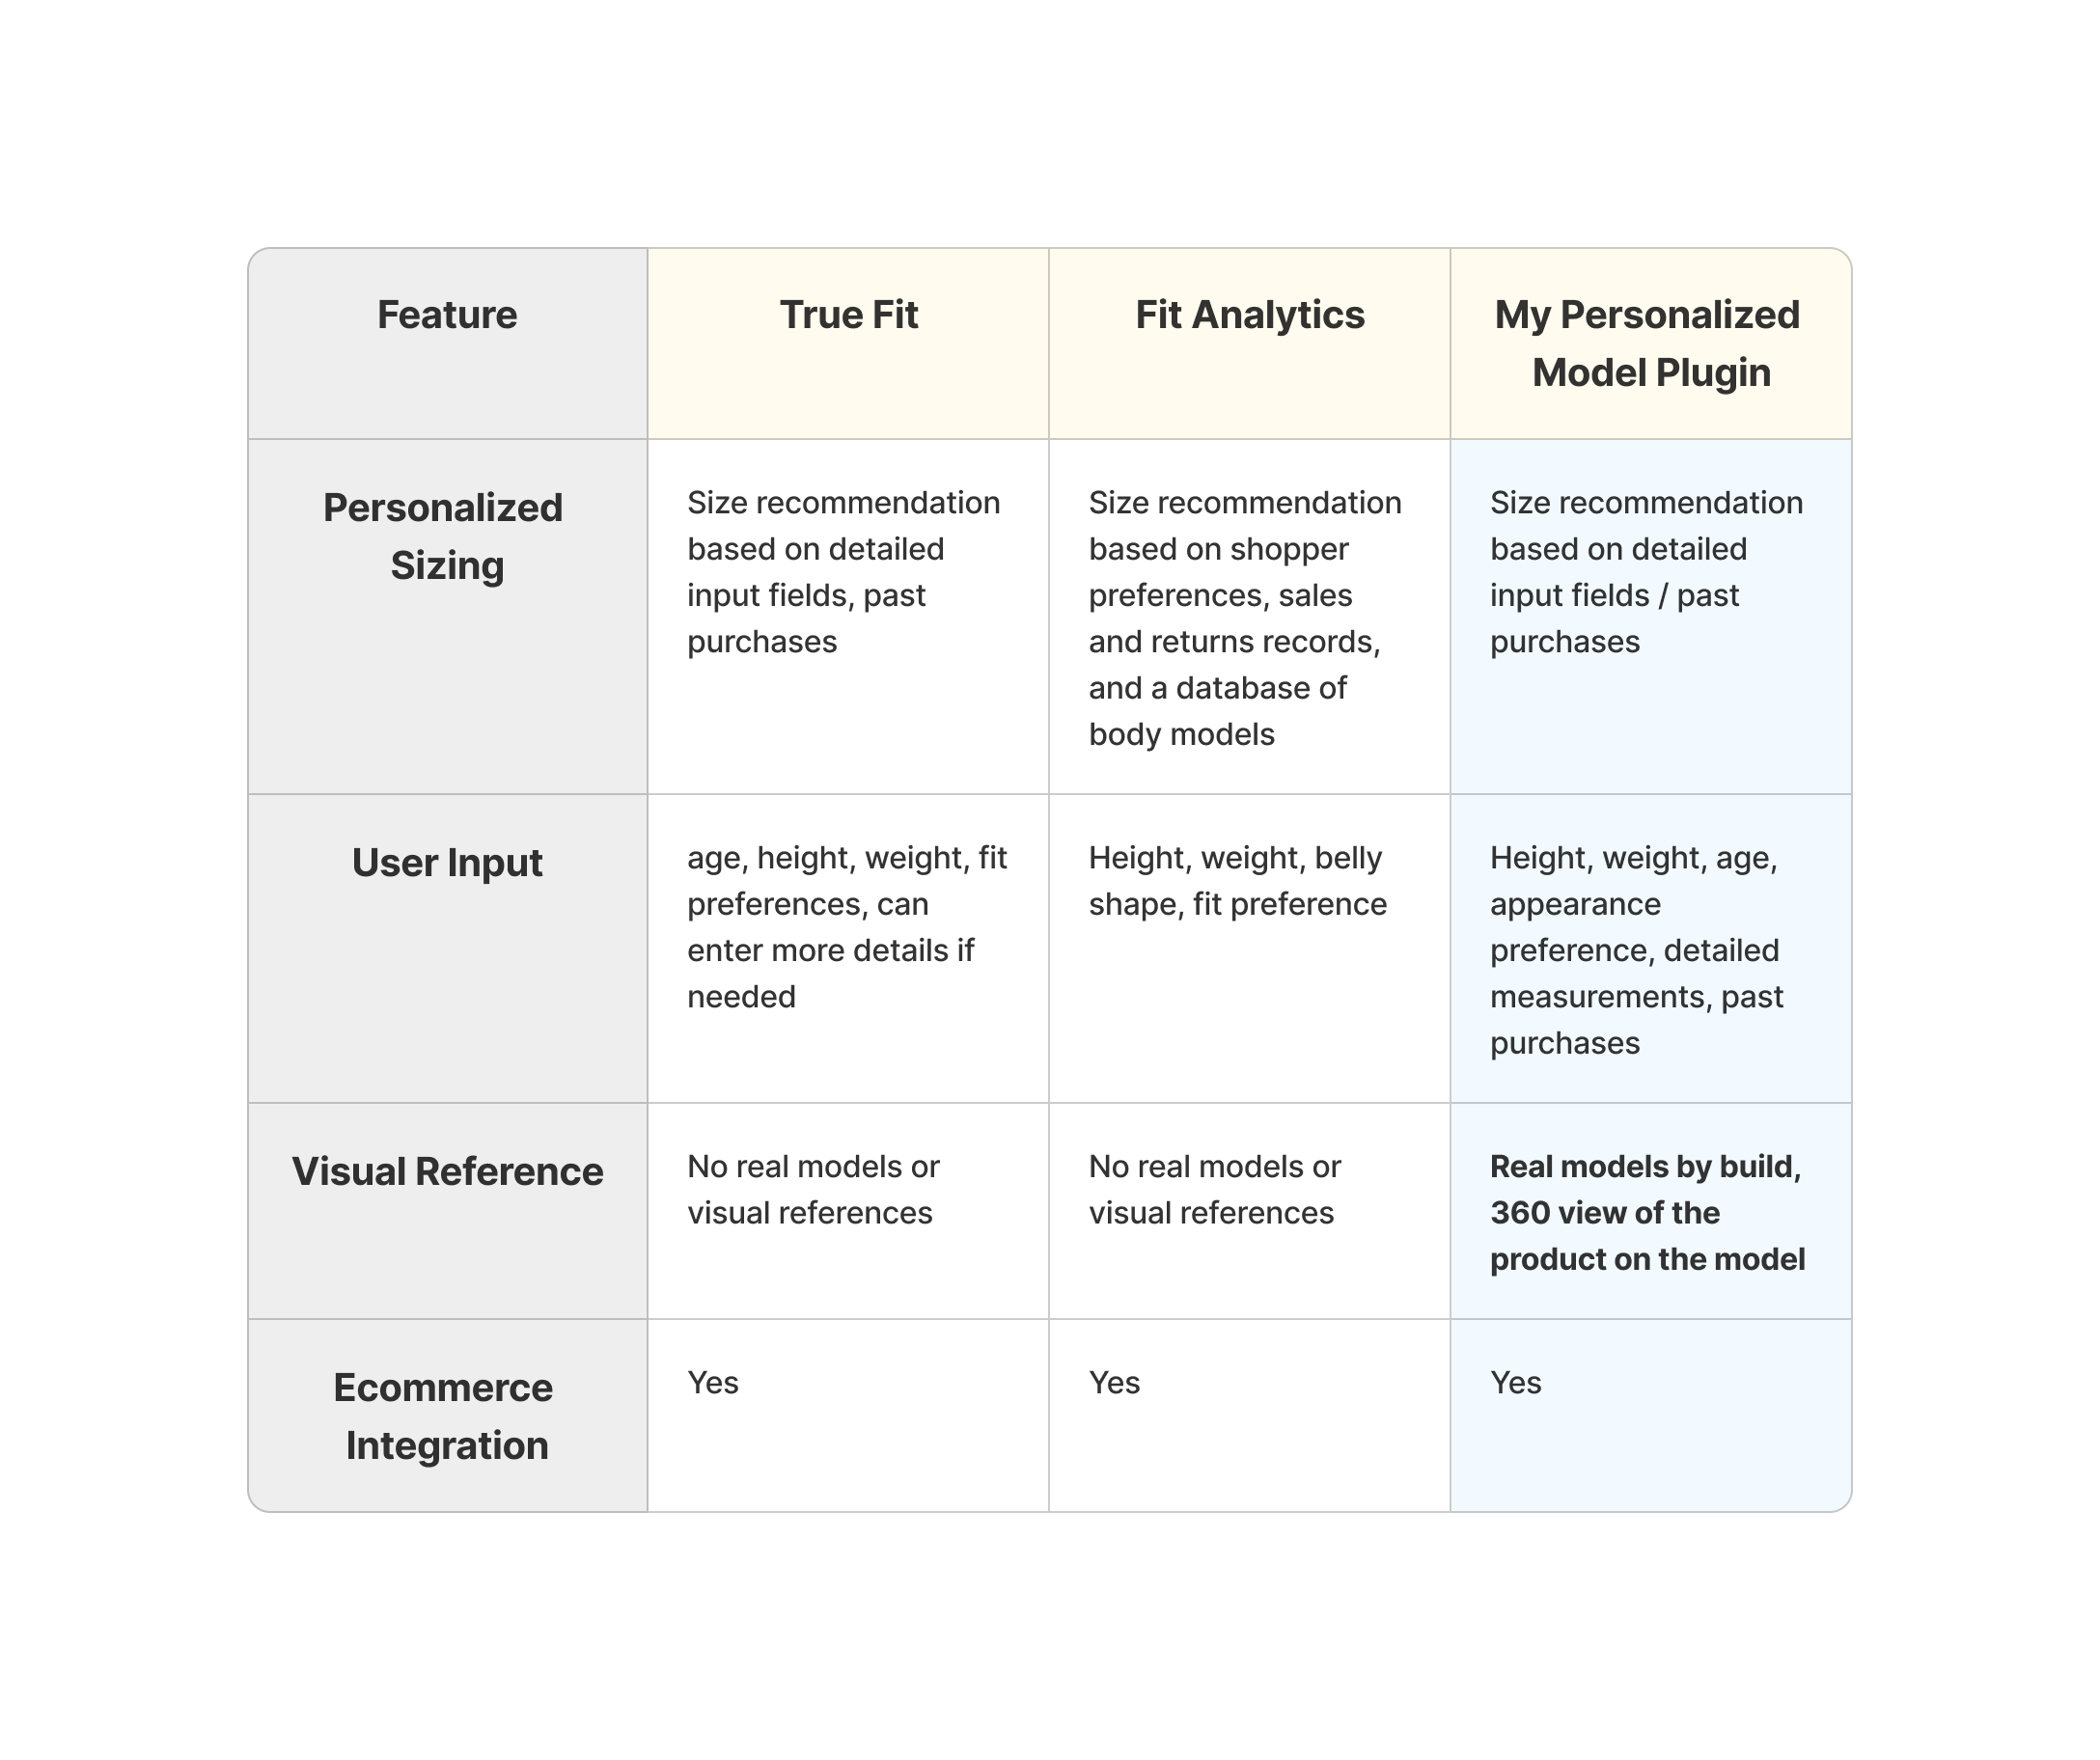 Feature
True Fit
Fit Analytics
My Personalized
Model Plugin
Personalized
Sizing
Size recommendation
based on detailed
input fields, past
purchases
Size recommendation
based on shopper
preferences, sales
and returns records,
and a database of
body models
Size recommendation
based on detailed
input fields / past
purchases
User Input
age, height, weight, fit
preferences, can
enter more details if
needed
Height, weight, belly
shape, fit preference
Height, weight, age,
appearance
preference, detailed
measurements, past
purchases
Visual Reference
No real models or
visual references
No real models or
visual references
Real models by build,
360 view of the
product on the model
Ecommerce
Integration
Yes
Yes
Yes